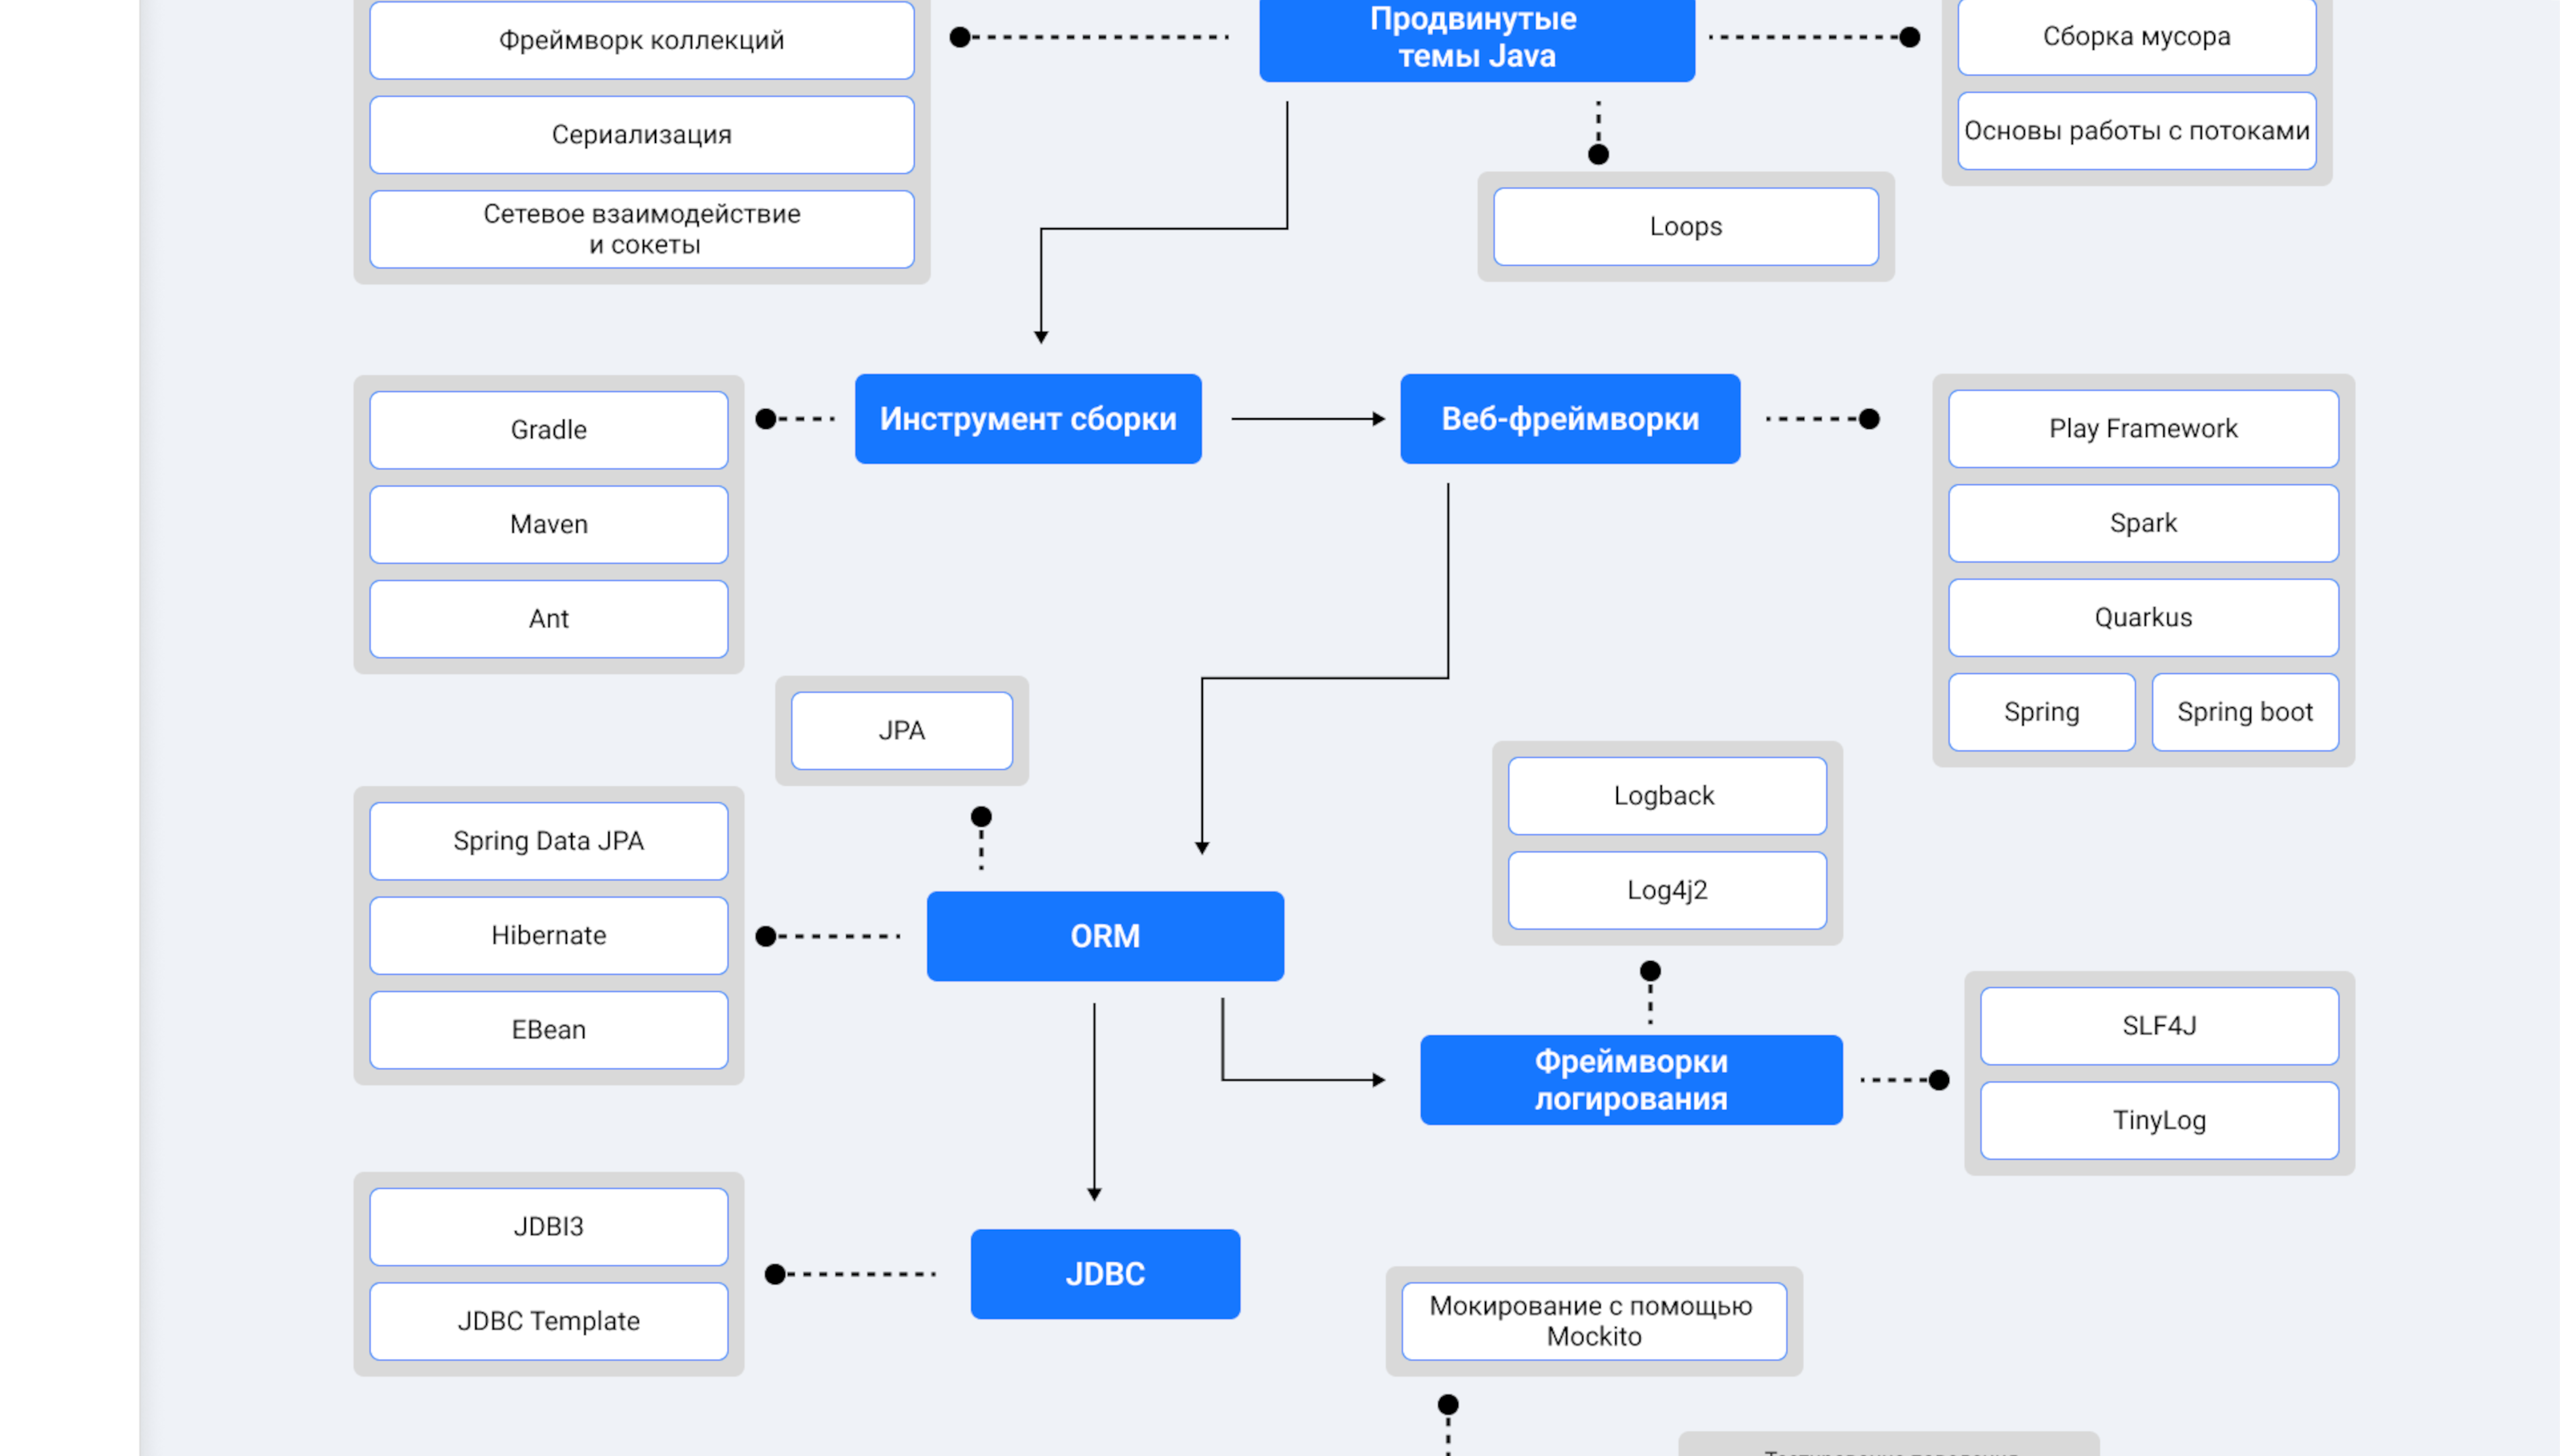 Фреймворк коллекций
Сериализация
Сетевое взаимодействие
и сокеты
Продвинутые
темы Java
Сборка мусора
Основы работы с потоками
Loops
Gradle
Maven
Ant
Инструмент сборки
Веб-фреймворки
Play Framework
Spark
Quarkus
Spring
Spring boot
JPA
Spring Data JPA
Hibernate
EBean
ORM
Logback
Log4j2
Фреймворки
логирования
SLF4J
TinyLog
JDBI3
JDBC Template
JDBC
Мокирование с помощью
Mockito